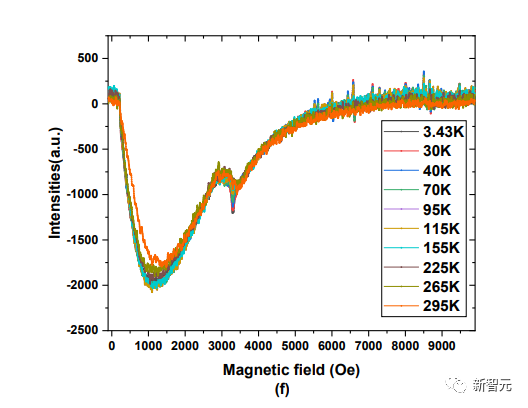 500
0
-500
-1000
-1500
-2000
-2500
Intensities(a.u.)
3.43K
30K
40K
70K
95K
115K
155K
225K
265K
295K
0 1000 2000 3000 4000 5000 6000 7000 8000 9000
Magnetic field (Oe)
(f)
新智元